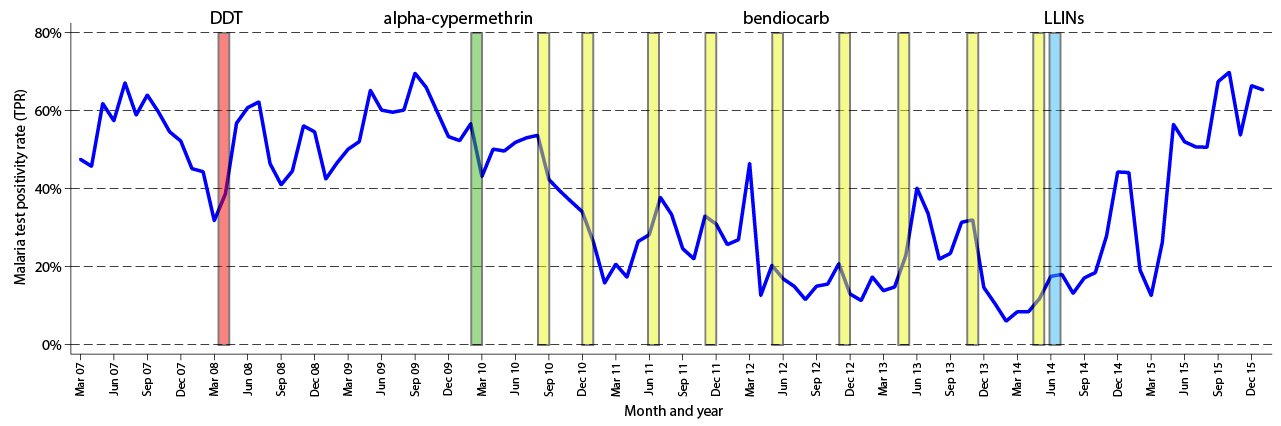 DDT alpha-cypermethrin bendiocarb LLINs
80%
60%
40%
20%
0%
Malaria test positivity rate (TPR)
Mar 07 Jun 07 Sep 07 Dec 07 Mar 08 Jun 08 Sep 08 Dec 08 Mar 09 Jun 09 Sep 09 Dec 09 Mar 10 Jun 10 Sep 10 Dec 10 Mar 11 Jun 11 Sep 11 Dec 11 Mar 12 Jun 12 Sep 12 Dec 12 Mar 13 Jun 13 Sep 13 Dec 13 Mar 14 Jun 14 Sep 14 Dec 14 Mar 15 Jun 15 Sep 15 Dec 15
Month and year